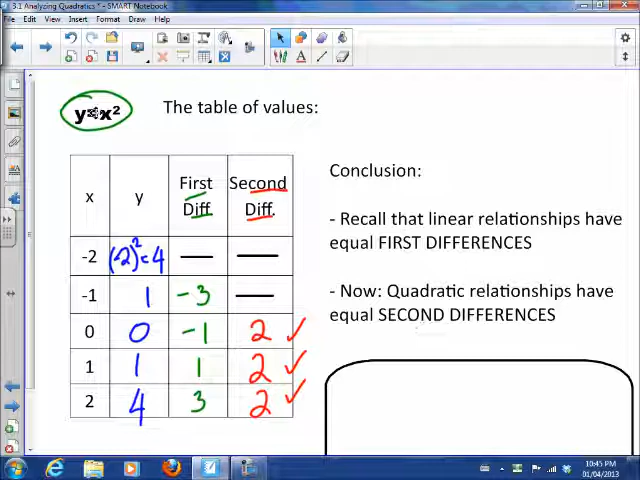 3.1 Analyzing Quadratics * - SMART Notebook
File Edit View Insert Format Draw Help
y=x²
The table of values:
x y First Diff. Second Diff.
-2 (-2)²=4 — —
-1 1 -3 —
0 0 -1 2 ✓
1 1 1 2 ✓
2 4 3 2 ✓
Conclusion:
- Recall that linear relationships have
equal FIRST DIFFERENCES
- Now: Quadratic relationships have
equal SECOND DIFFERENCES
10:45 PM
01/04/2013